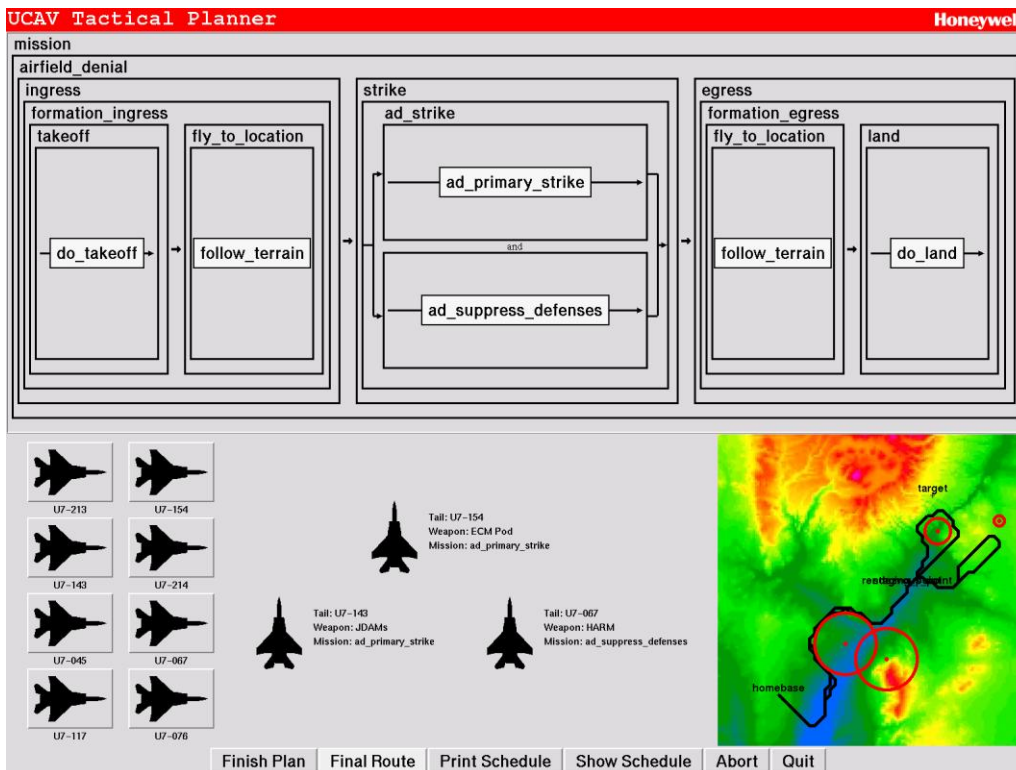 UCAV Tactical Planner Honeywel
mission
airfield_denial
ingress strike egress
formation_ingress ad_strike formation_egress
takeoff fly_to_location fly_to_location land
ad_primary_strike
and
do_takeoff follow_terrain follow_terrain do_land
ad_suppress_defenses
U7-213 U7-154
U7-143 U7-214
U7-045 U7-067
U7-117 U7-076
Tail: U7-154
Weapon: ECM Pod
Mission: ad_primary_strike
Tail: U7-143
Weapon: JDAMs
Mission: ad_primary_strike
Tail: U7-067
Weapon: HARM
Mission: ad_suppress_defenses
target
homebase
Finish Plan Final Route Print Schedule Show Schedule Abort Quit